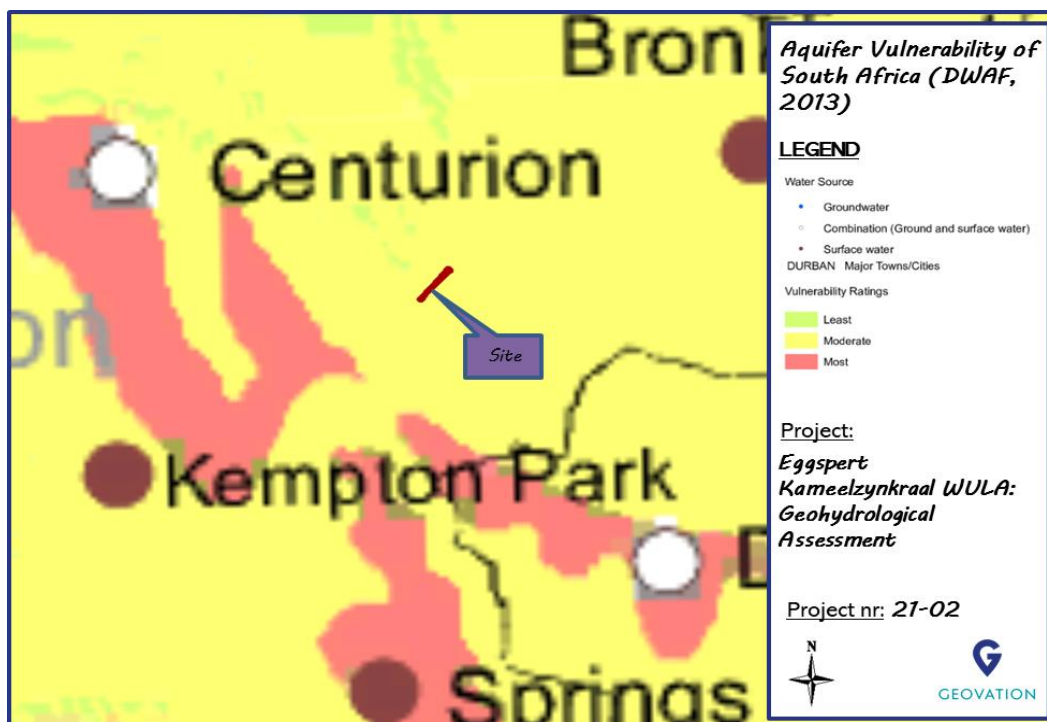 Bron
Centurion
on
Site
Kempton Park
D
Springs
Aquifer Vulnerability of
South Africa (DWAF,
2013)
LEGEND
Water Source
Groundwater
Combination (Ground and surface water)
Surface water
DURBAN Major Towns/Cities
Vulnerability Ratings
Least
Moderate
Most
Project:
Eggspert
Kameelzynkraal WULA:
Geohydrological
Assessment
Project nr: 21-02
N
G
GEOVATION